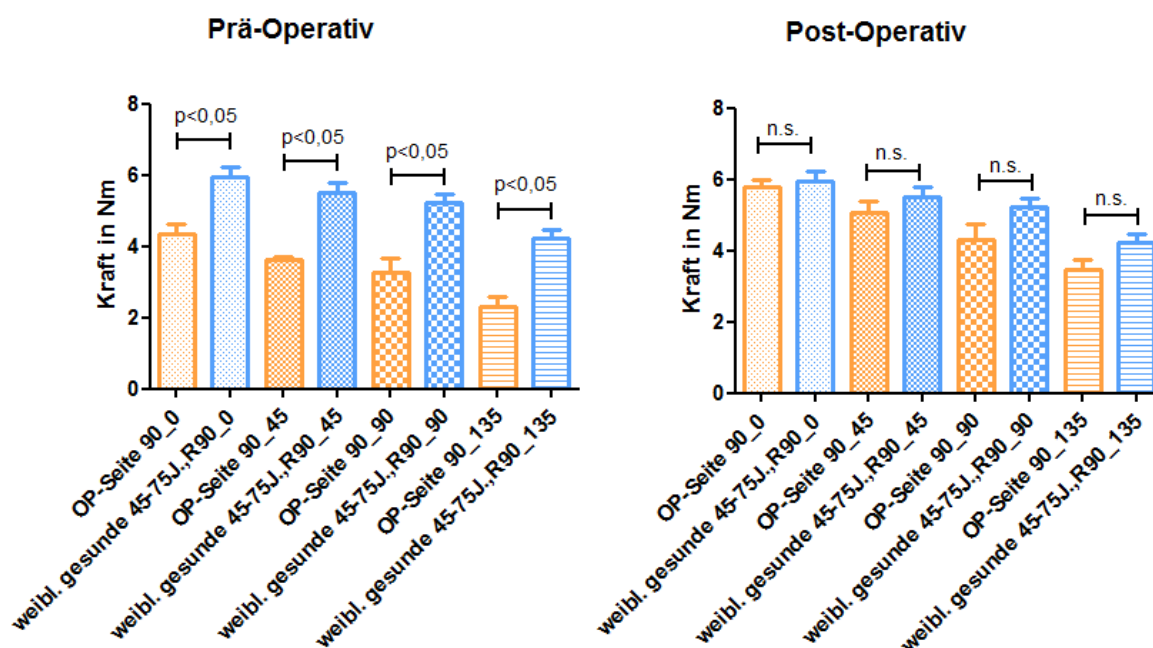 Prä-Operativ
Kraft in Nm
8
6
4
2
0
p<0,05
p<0,05
p<0,05
p<0,05
OP-Seite 90_0
weibl. gesunde 45-75J.,R90_0
OP-Seite 90_45
weibl. gesunde 45-75J.,R90_45
OP-Seite 90_90
weibl. gesunde 45-75J.,R90_90
OP-Seite 90_135
weibl. gesunde 45-75J.,R90_135
Post-Operativ
Kraft in Nm
8
6
4
2
0
n.s.
n.s.
n.s.
n.s.
OP-Seite 90_0
weibl. gesunde 45-75J.,R90_0
OP-Seite 90_45
weibl. gesunde 45-75J.,R90_45
OP-Seite 90_90
weibl. gesunde 45-75J.,R90_90
OP-Seite 90_135
weibl. gesunde 45-75J.,R90_135